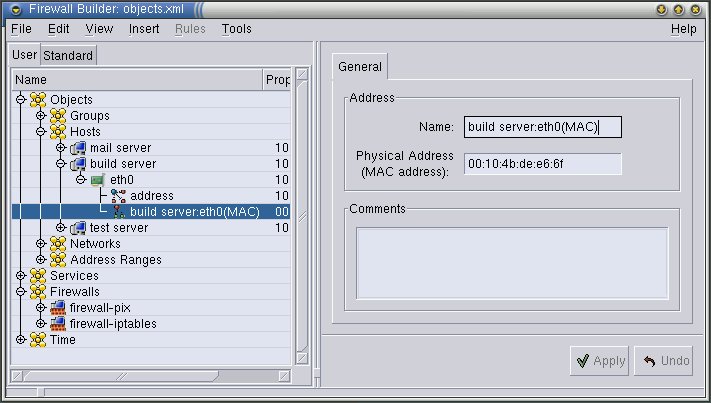 Firewall Builder: objects.xml
File Edit View Insert Rules Tools Help
User Standard
Name Prop
Objects
Groups
Hosts
mail server 10
build server 10
eth0 10
address 10
build server:eth0(MAC) 00
test server 10
Networks
Address Ranges
Services
Firewalls
firewall-pix
firewall-iptables
Time
General
Address
Name: build server:eth0(MAC)
Physical Address
(MAC address): 00:10:4b:de:e6:6f
Comments
Apply Undo